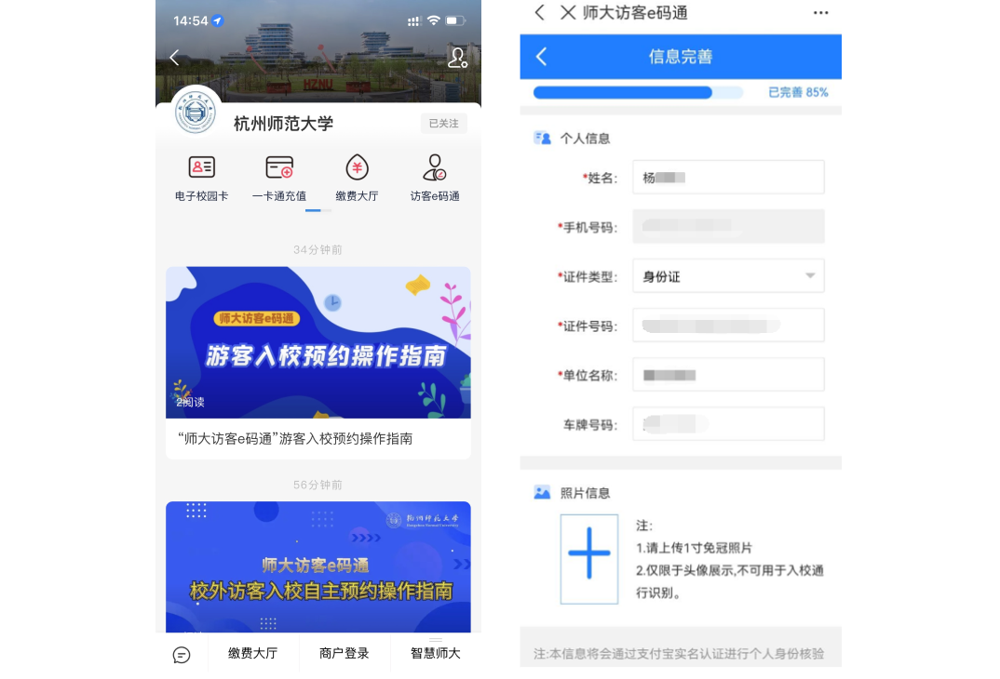 14:54
HZNU
杭州师范大学
已关注
电子校园卡
一卡通充值
缴费大厅
访客e码通
34分钟前
师大访客e码通
游客入校预约操作指南
2阅读
“师大访客e码通”游客入校预约操作指南
56分钟前
杭州师范大学
Hangzhou Normal University
师大访客e码通
校外访客入校自主预约操作指南
缴费大厅
商户登录
智慧师大
师大访客e码通
信息完善
已完善 85%
个人信息
*姓名:
杨
*手机号码:
*证件类型:
身份证
*证件号码:
*单位名称:
车牌号码:
照片信息
注:
1.请上传1寸免冠照片
2.仅限于头像展示,不可用于入校通
行识别。
注:本信息将会通过支付宝实名认证进行个人身份核验